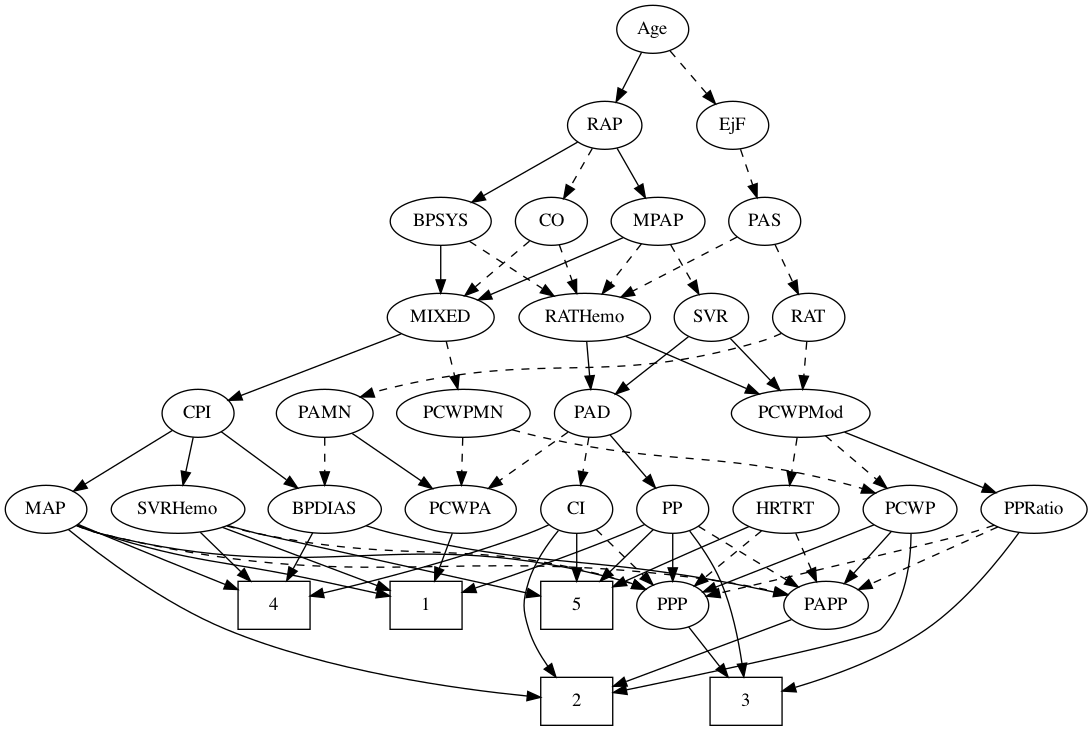 Age
RAP
EjF
BPSYS
CO
MPAP
PAS
MIXED
RATHemo
SVR
RAT
CPI
PAMN
PCWPMN
PAD
PCWPMod
MAP
SVRHemo
BPDIAS
PCWPA
CI
PP
HRTRT
PCWP
PPRatio
4
1
5
PPP
PAPP
2
3